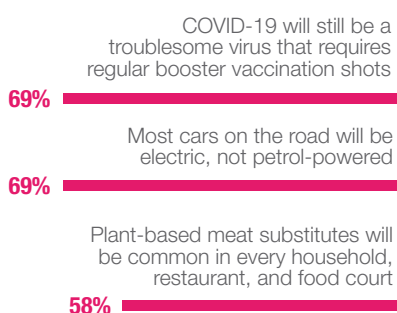 COVID-19 will still be a
troublesome virus that requires
regular booster vaccination shots
69%
Most cars on the road will be
electric, not petrol-powered
69%
Plant-based meat substitutes will
be common in every household,
restaurant, and food court
58%